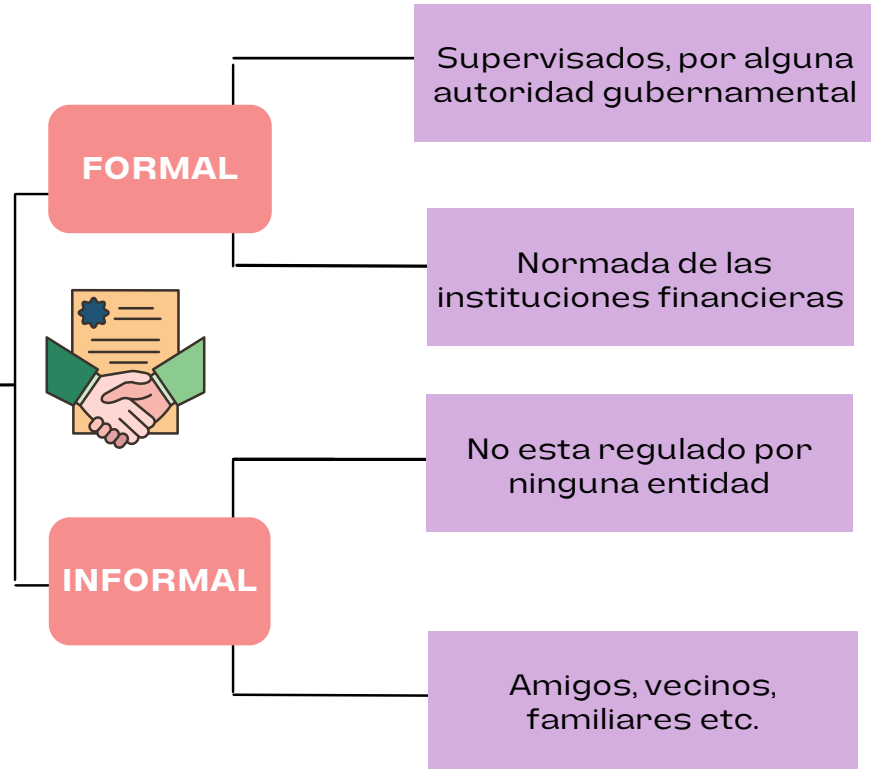 Supervisados, por alguna
autoridad gubernamental
FORMAL
Normada de las
instituciones financieras
No esta regulado por
ninguna entidad
INFORMAL
Amigos, vecinos,
familiares etc.